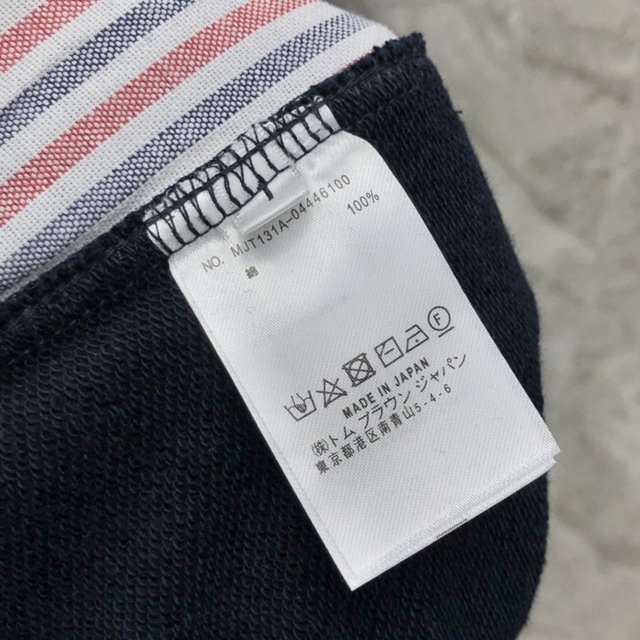 NO. MJT131A-04446100
綿 100%
F
MADE IN JAPAN
㈱トム ブラウン ジャパン
東京都港区南青山5-4-6